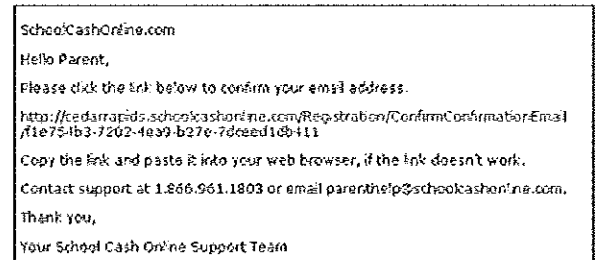 SchoolCashOnline.com
Hello Parent,
Please click the link below to confirm your email address.
http://cedarrapids.schoolcashonline.com/Registration/ConfirmConfirmationEmail
Copy the link and paste it into your web browser, if the link doesn't work.
Contact support at 1.866.961.1803 or email parenthelp@schoolcashonline.com.
Thank you,
Your School Cash Online Support Team